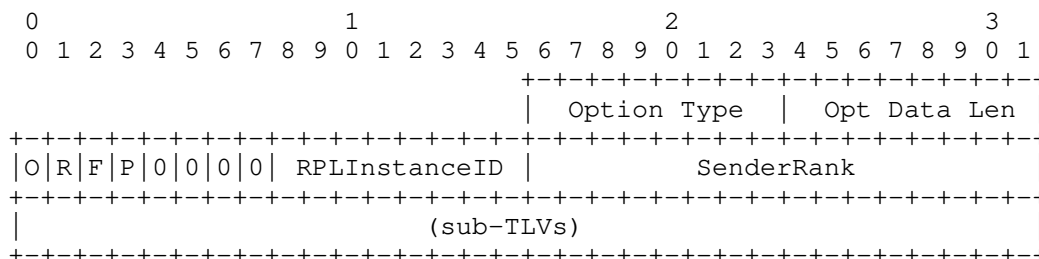 0                   1                   2                   3
0 1 2 3 4 5 6 7 8 9 0 1 2 3 4 5 6 7 8 9 0 1 2 3 4 5 6 7 8 9 0 1
                                +-+-+-+-+-+-+-+-+-+-+-+-+-+-+-+-
                                |  Option Type  |  Opt Data Len
+-+-+-+-+-+-+-+-+-+-+-+-+-+-+-+-+-+-+-+-+-+-+-+-+-+-+-+-+-+-+-+-
|O|R|F|P|0|0|0|0| RPLInstanceID |          SenderRank
+-+-+-+-+-+-+-+-+-+-+-+-+-+-+-+-+-+-+-+-+-+-+-+-+-+-+-+-+-+-+-+-
|                         (sub-TLVs)
+-+-+-+-+-+-+-+-+-+-+-+-+-+-+-+-+-+-+-+-+-+-+-+-+-+-+-+-+-+-+-+-